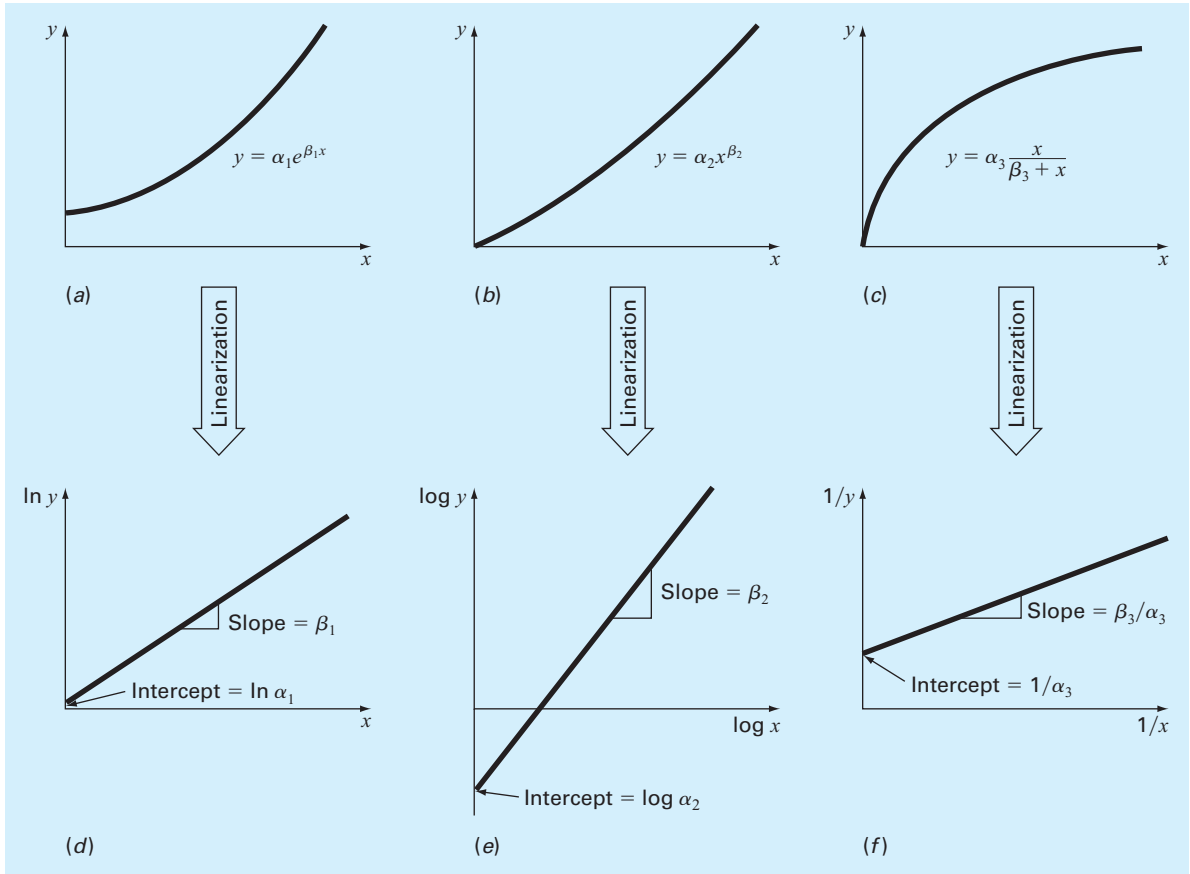 y
y = α₁e^{β₁x}
x
(a)
y
y = α₂x^{β₂}
x
(b)
y
y = α₃ x/(β₃ + x)
x
(c)
Linearization
Linearization
Linearization
ln y
Slope = β₁
Intercept = ln α₁
x
(d)
log y
Slope = β₂
log x
Intercept = log α₂
(e)
1/y
Slope = β₃/α₃
Intercept = 1/α₃
1/x
(f)